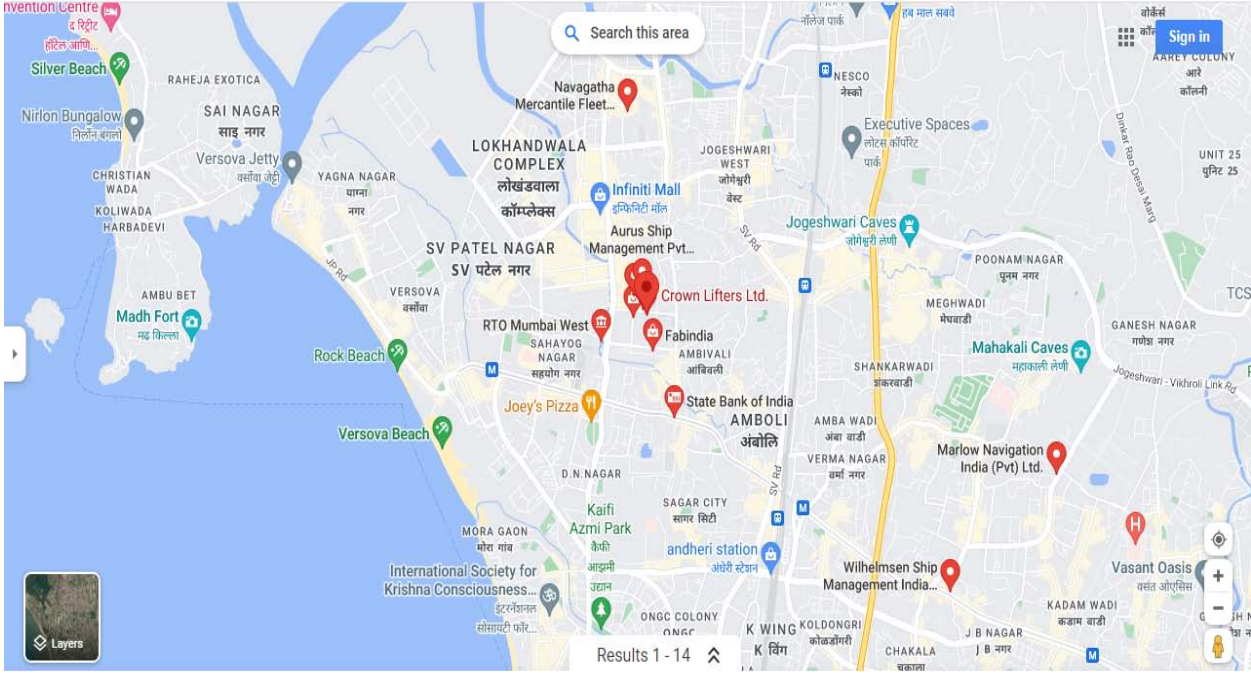 nvention Centre
द रिट्रीट
हॉटेल आणि...
Silver Beach
RAHEJA EXOTICA
Nirlon Bungalow
निर्लोन बंगलो
SAI NAGAR
साइ नगर
Versova Jetty
वर्सोवा जेट्टी
CHRISTIAN
WADA
KOLIWADA
HARBADEVI
YAGNA NAGAR
याग्ना
नगर
JP Rd
AMBU BET
Madh Fort
मढ किल्ला
VERSOVA
वर्सोवा
Rock Beach
Versova Beach
Search this area
Navagatha
Mercantile Fleet...
LOKHANDWALA
COMPLEX
लोखंडवाला
कॉम्प्लेक्स
Infiniti Mall
इन्फिनिटी मॉल
Aurus Ship
Management Pvt...
SV PATEL NAGAR
SV पटेल नगर
Crown Lifters Ltd.
RTO Mumbai West
SAHAYOG
NAGAR
सहयोग नगर
Fabindia
AMBIVALI
आंबिवली
Joey's Pizza
State Bank of India
AMBOLI
अंबोलि
D.N.NAGAR
SAGAR CITY
सागर सिटी
Kaifi
Azmi Park
कैफी
आझमी
उद्यान
MORA GAON
मोरा गांव
International Society for
Krishna Consciousness...
इंटरनॅशनल
सोसायटी फॉर...
andheri station
अंधेरी स्टेशन
ONGC COLONY
ONGC
K WING
K विंग
नॉलेज पार्क
हब माल सबवे
NESCO
नेस्को
Executive Spaces
लोटस कॉर्पोरेट
पार्क
JOGESHWARI
WEST
जोगेश्वरी
वेस्ट
SV Rd
Jogeshwari Caves
जोगेश्वरी लेणी
POONAM NAGAR
पूनम नगर
MEGHWADI
मेघवाडी
Mahakali Caves
महाकाली लेणी
SHANKARWADI
शंकरवाडी
AMBA WADI
अंबा वाडी
VERMA NAGAR
वर्मा नगर
SV Rd
Marlow Navigation
India (Pvt) Ltd.
Wilhelmsen Ship
Management India...
KOLDONGRI
कोळडोंगरी
CHAKALA
चकाला
J B NAGAR
J B नगर
KADAM WADI
कडाम वाडी
Vasant Oasis
वसंत ओएसिस
वोर्केर्स
Sign in
AAREY COLONY
आरे
कॉलनी
Dinkar Rao Desai Marg
UNIT 25
युनिट 25
TCS
GANESH NAGAR
गणेश नगर
Jogeshwari - Vikhroli Link Rd
Layers
Results 1 - 14